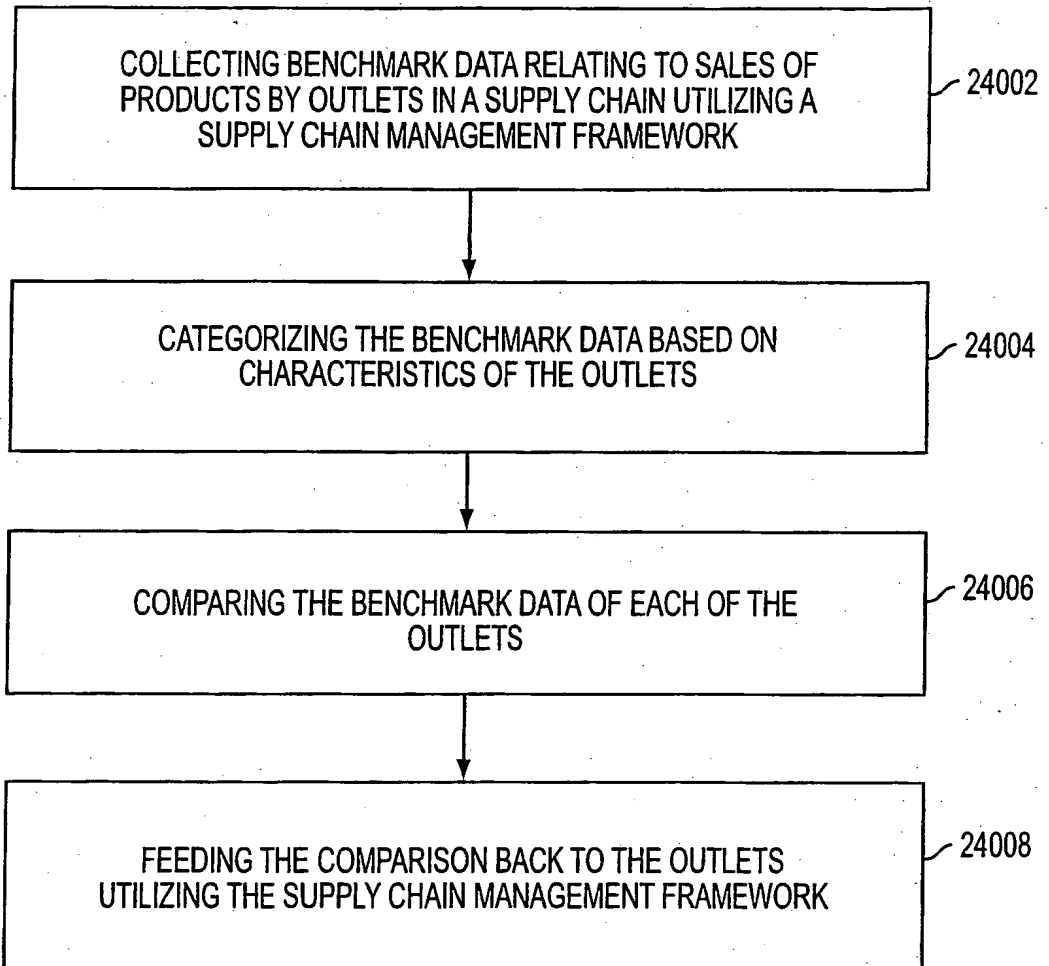 COLLECTING BENCHMARK DATA RELATING TO SALES OF
PRODUCTS BY OUTLETS IN A SUPPLY CHAIN UTILIZING A
SUPPLY CHAIN MANAGEMENT FRAMEWORK
24002
CATEGORIZING THE BENCHMARK DATA BASED ON
CHARACTERISTICS OF THE OUTLETS
24004
COMPARING THE BENCHMARK DATA OF EACH OF THE
OUTLETS
24006
FEEDING THE COMPARISON BACK TO THE OUTLETS
UTILIZING THE SUPPLY CHAIN MANAGEMENT FRAMEWORK
24008